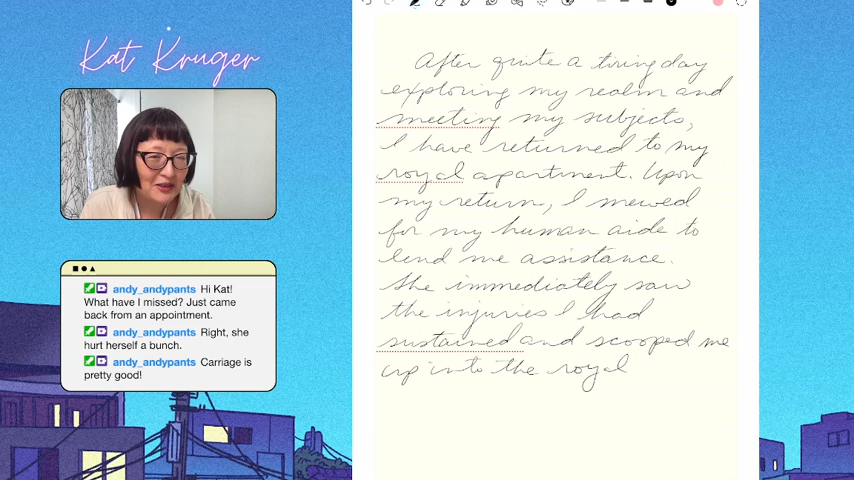 Kat Kruger
After quite a tiring day
exploring my realm and
meeting my subjects,
I have returned to my
royal apartment. Upon
my return, I mewed
for my human aide to
lend me assistance.
She immediately saw
the injuries I had
sustained and scooped me
up into the royal
andy_andypants Hi Kat!
What have I missed? Just came
back from an appointment.
andy_andypants Right, she
hurt herself a bunch.
andy_andypants Carriage is
pretty good!